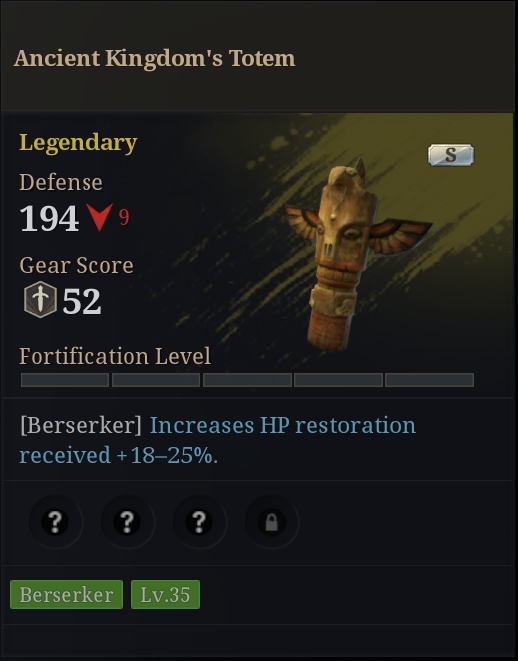 Ancient Kingdom's Totem
Legendary
S
Defense
194 9
Gear Score
52
Fortification Level
[Berserker] Increases HP restoration
received +18–25%.
? ? ?
Berserker Lv.35